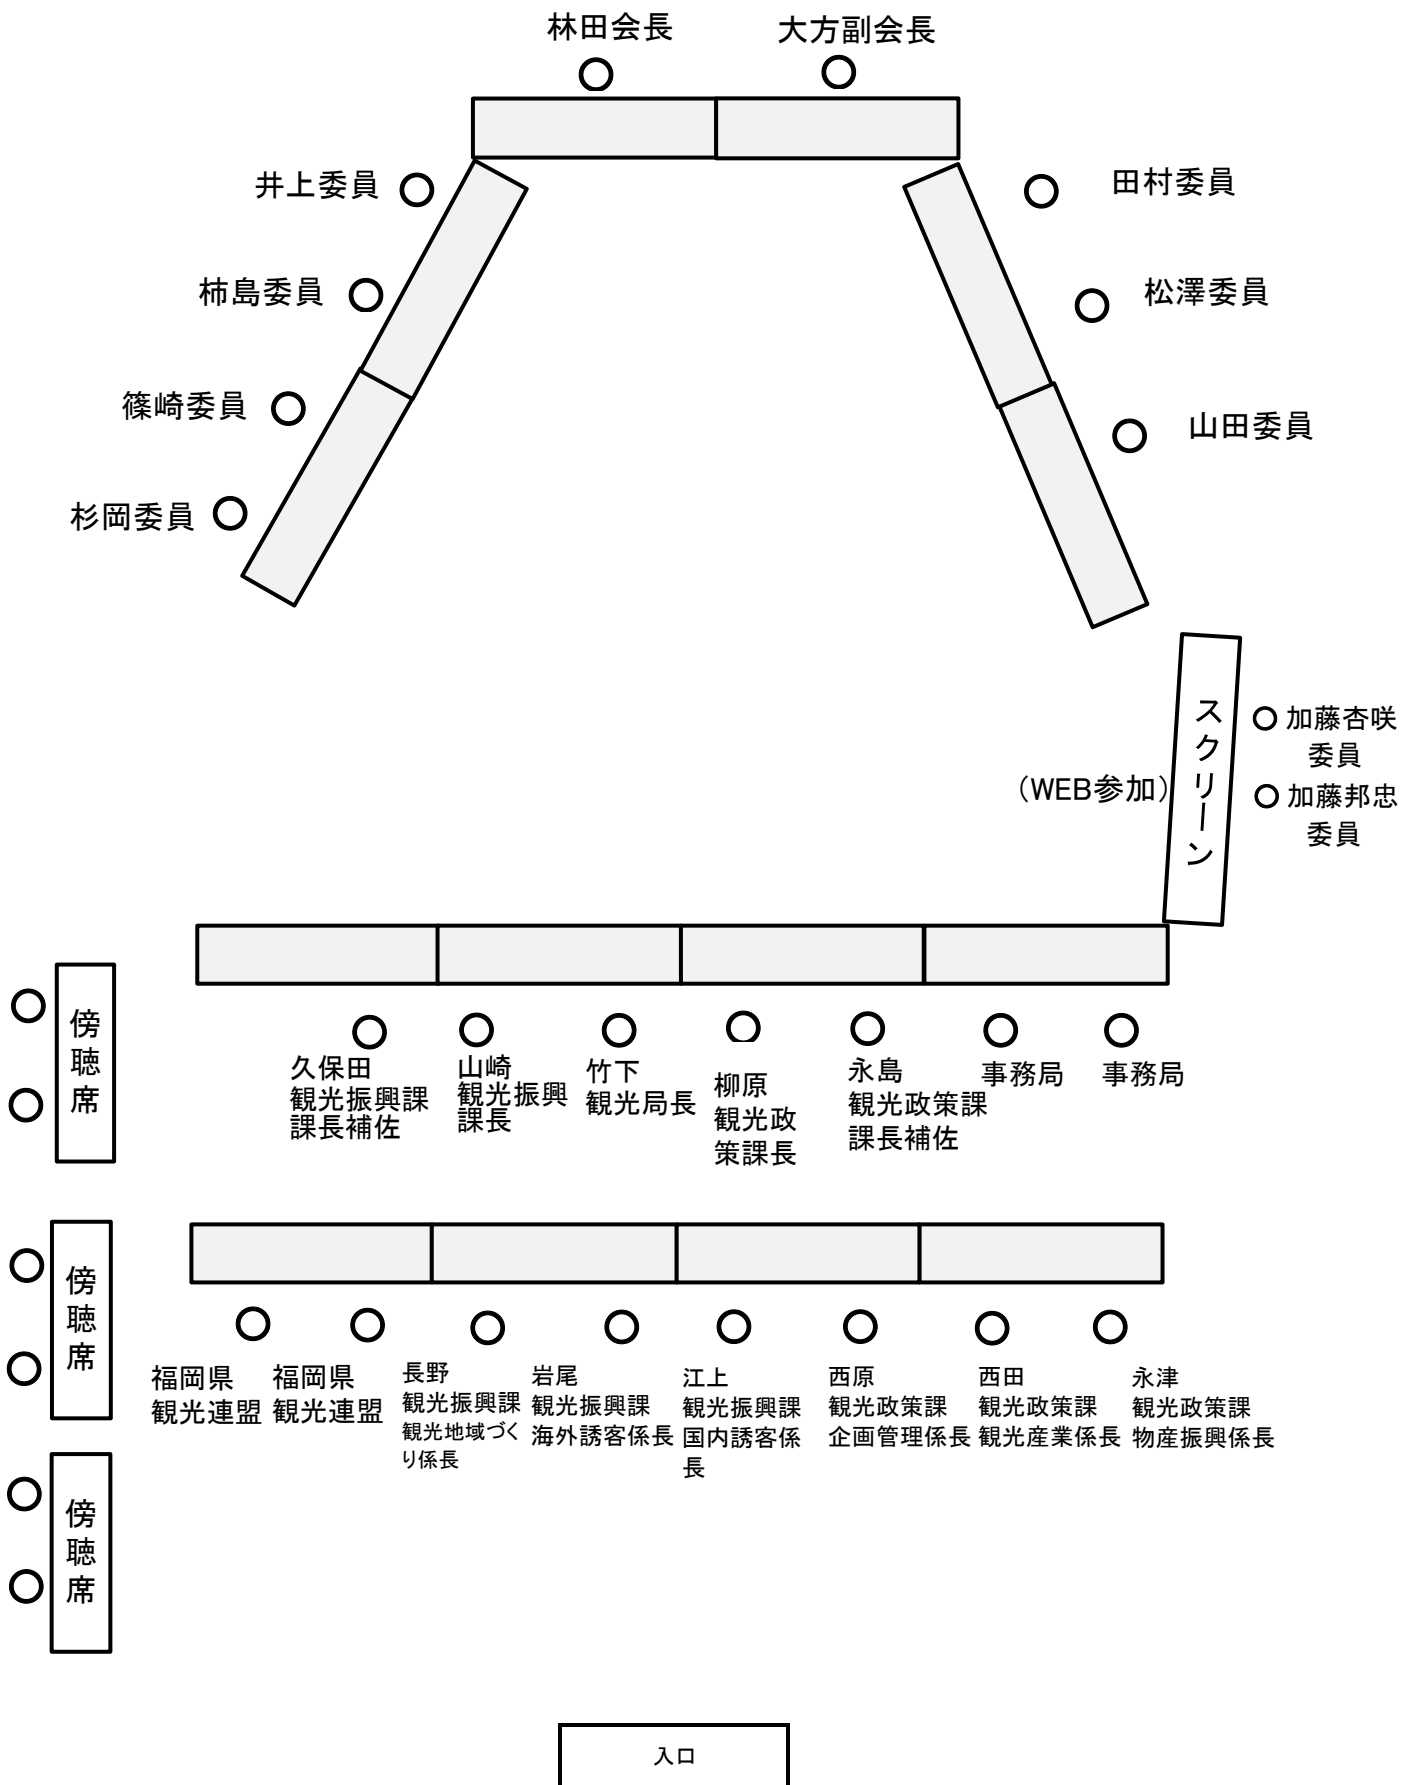 林田会長
大方副会長
井上委員
田村委員
柿島委員
松澤委員
篠崎委員
山田委員
杉岡委員
スクリーン
加藤杏咲
委員
(WEB参加)
加藤邦忠
委員
傍聴席
久保田
観光振興課
課長補佐
山崎
観光振興
課長
竹下
観光局長
柳原
観光政
策課長
永島
観光政策課
課長補佐
事務局
事務局
傍聴席
福岡県
観光連盟
福岡県
観光連盟
長野
観光振興課
観光地域づく
り係長
岩尾
観光振興課
海外誘客係長
江上
観光振興課
国内誘客係
長
西原
観光政策課
企画管理係長
西田
観光政策課
観光産業係長
永津
観光政策課
物産振興係長
傍聴席
入口